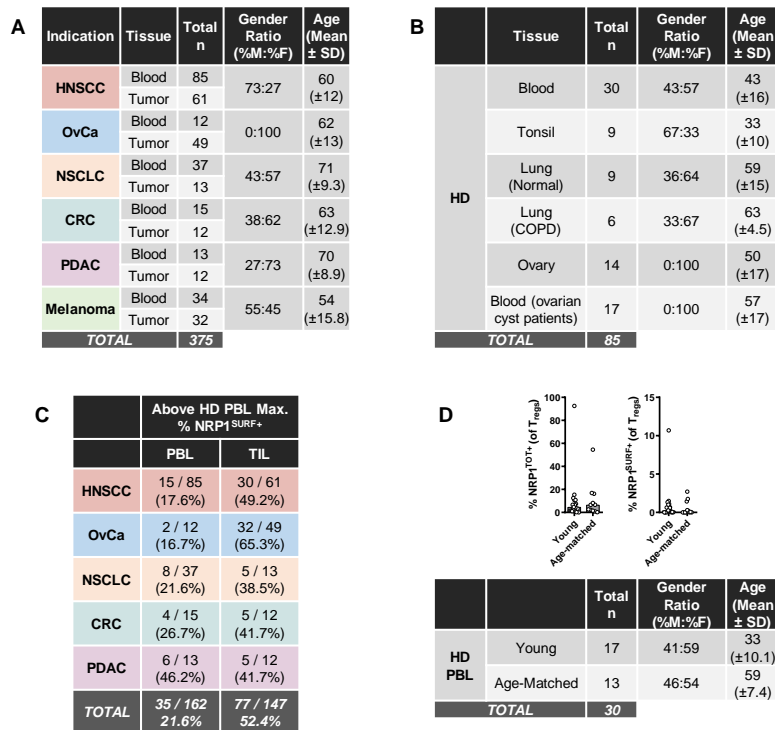 A
Indication Tissue Total n Gender Ratio (%M:%F) Age (Mean ± SD)
HNSCC Blood 85 73:27 60 (±12)
Tumor 61
OvCa Blood 12 0:100 62 (±13)
Tumor 49
NSCLC Blood 37 43:57 71 (±9.3)
Tumor 13
CRC Blood 15 38:62 63 (±12.9)
Tumor 12
PDAC Blood 13 27:73 70 (±8.9)
Tumor 12
Melanoma Blood 34 55:45 54 (±15.8)
Tumor 32
TOTAL 375
B
Tissue Total n Gender Ratio (%M:%F) Age (Mean ± SD)
HD
Blood 30 43:57 43 (±16)
Tonsil 9 67:33 33 (±10)
Lung (Normal) 9 36:64 59 (±15)
Lung (COPD) 6 33:67 63 (±4.5)
Ovary 14 0:100 50 (±17)
Blood (ovarian cyst patients) 17 0:100 57 (±17)
TOTAL 85
C
Above HD PBL Max.
% NRP1SURF+
PBL TIL
HNSCC 15 / 85 (17.6%) 30 / 61 (49.2%)
OvCa 2 / 12 (16.7%) 32 / 49 (65.3%)
NSCLC 8 / 37 (21.6%) 5 / 13 (38.5%)
CRC 4 / 15 (26.7%) 5 / 12 (41.7%)
PDAC 6 / 13 (46.2%) 5 / 12 (41.7%)
TOTAL 35 / 162 21.6% 77 / 147 52.4%
D
% NRP1TOT+ (of Tregs)
100
80
60
40
20
0
Young
Age-matched
% NRP1SURF+ (of Tregs)
15
10
5
0
Young
Age-matched
Total n Gender Ratio (%M:%F) Age (Mean ± SD)
HD PBL
Young 17 41:59 33 (±10.1)
Age-Matched 13 46:54 59 (±7.4)
TOTAL 30